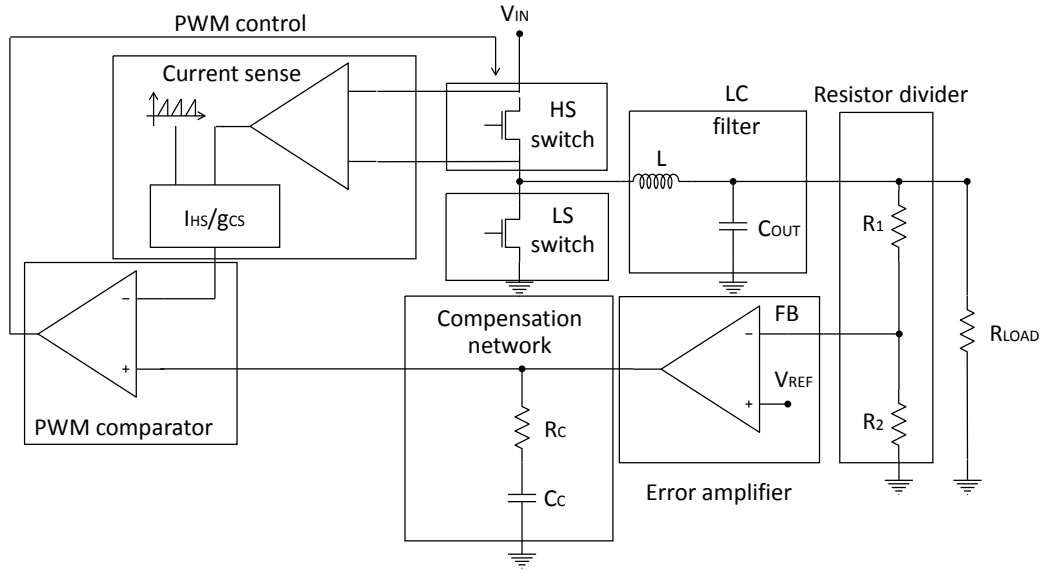 VIN
PWM control
Current sense
LC
filter
Resistor divider
HS
switch
L
IHS/gCS
LS
switch
COUT
R1
Compensation
network
FB
−
−
RLOAD
+
VREF
+
R2
PWM comparator
RC
CC
Error amplifier